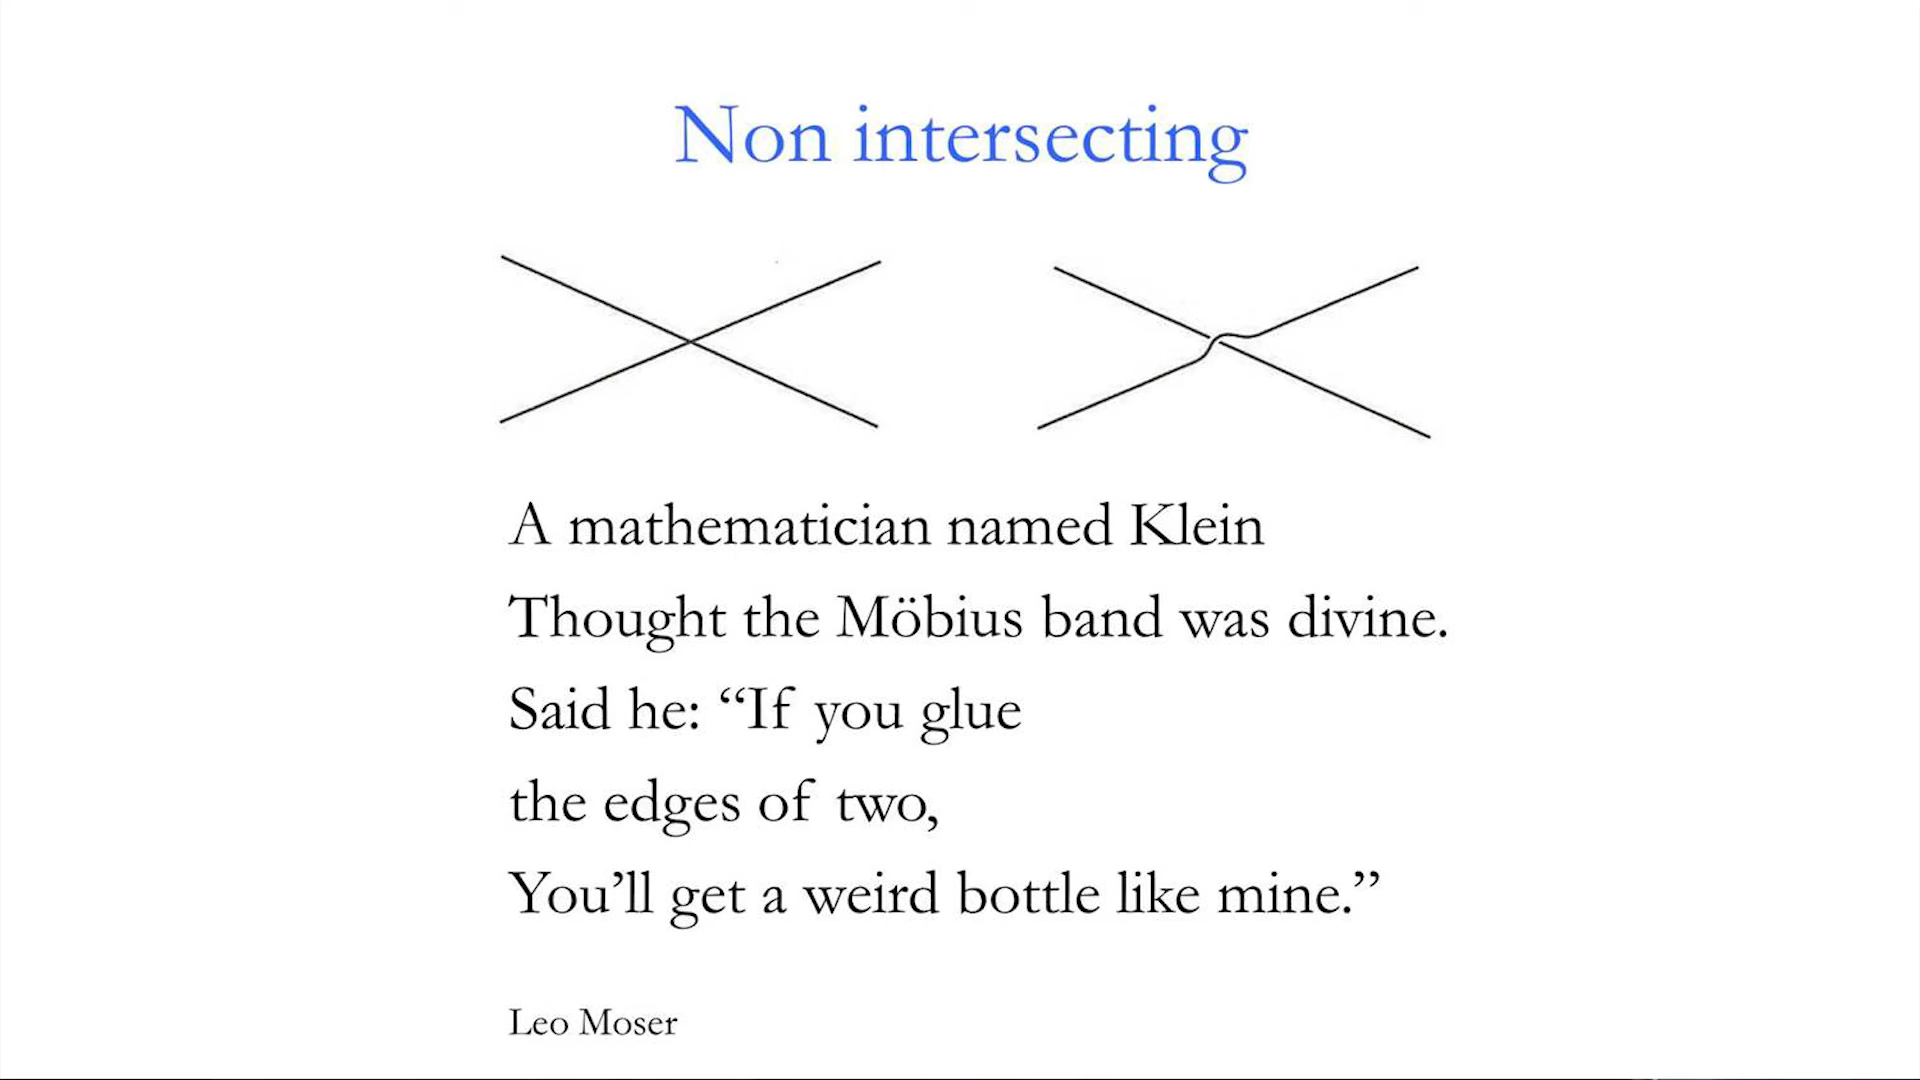 Non intersecting
A mathematician named Klein
Thought the Möbius band was divine.
Said he: “If you glue
the edges of two,
You’ll get a weird bottle like mine.”
Leo Moser